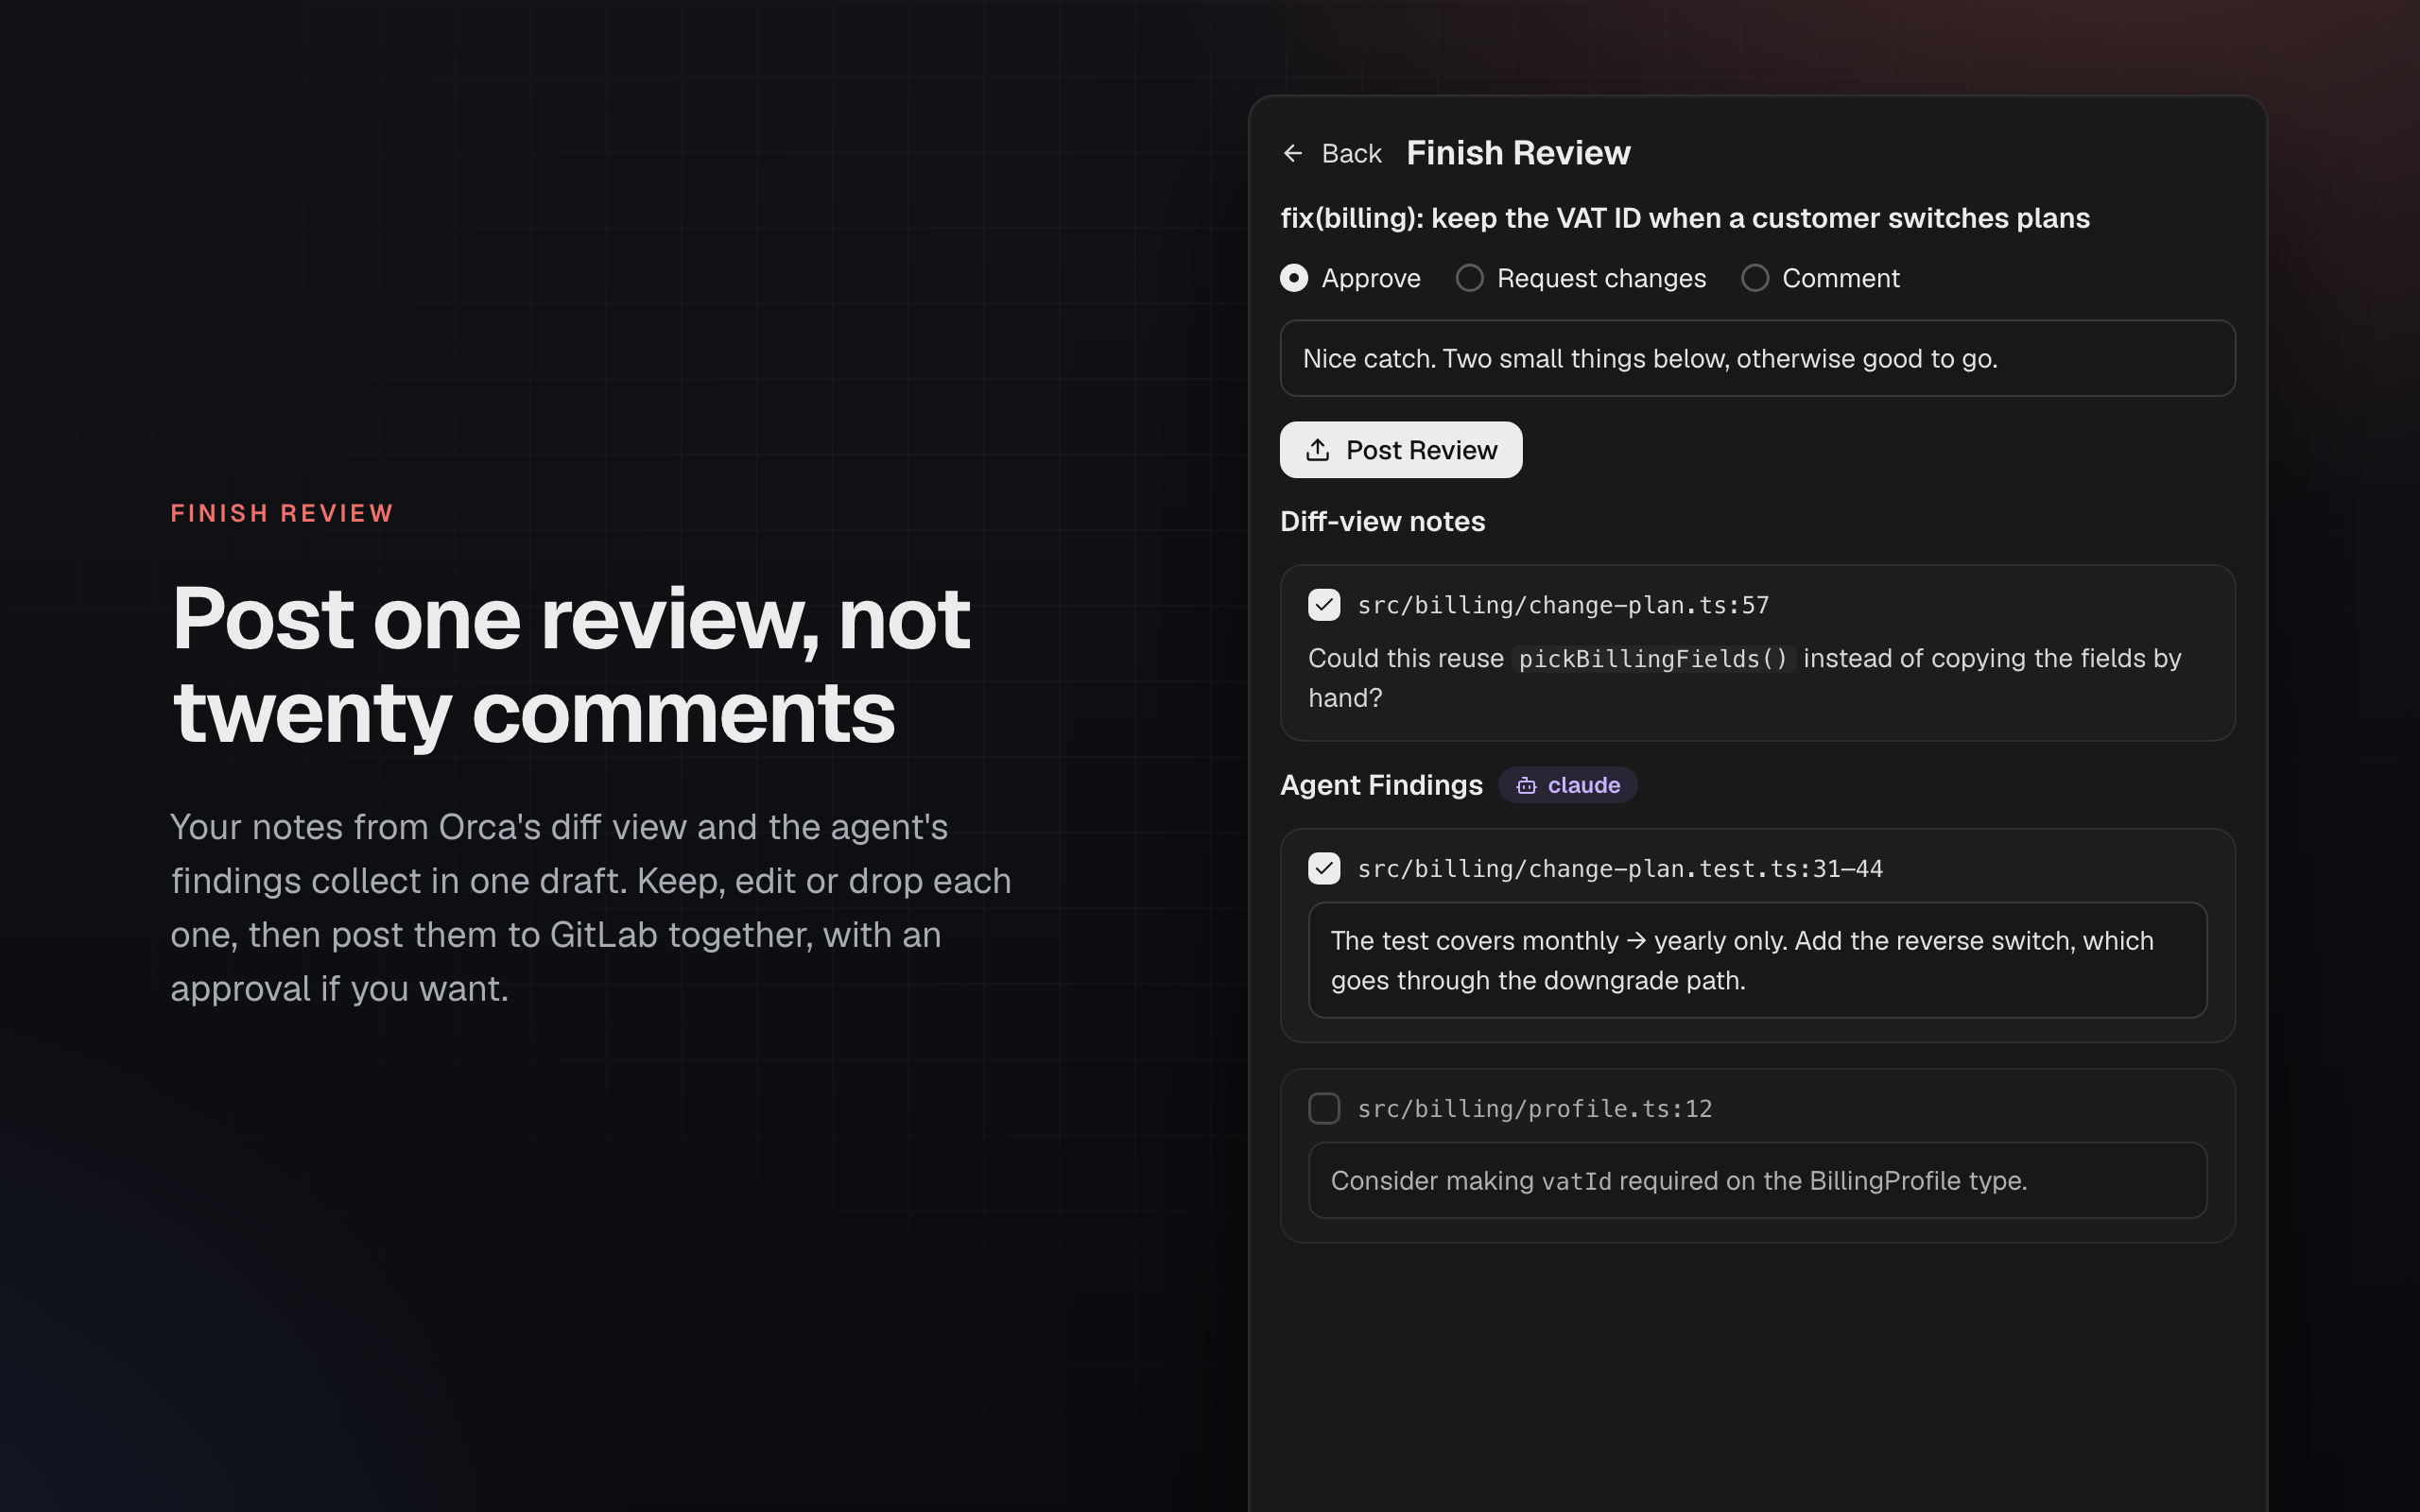 FINISH REVIEW
Post one review, not
twenty comments
Your notes from Orca's diff view and the agent's
findings collect in one draft. Keep, edit or drop each
one, then post them to GitLab together, with an
approval if you want.
Back Finish Review
fix(billing): keep the VAT ID when a customer switches plans
Approve Request changes Comment
Nice catch. Two small things below, otherwise good to go.
Post Review
Diff-view notes
src/billing/change-plan.ts:57
Could this reuse pickBillingFields() instead of copying the fields by
hand?
Agent Findings claude
src/billing/change-plan.test.ts:31–44
The test covers monthly → yearly only. Add the reverse switch, which
goes through the downgrade path.
src/billing/profile.ts:12
Consider making vatId required on the BillingProfile type.